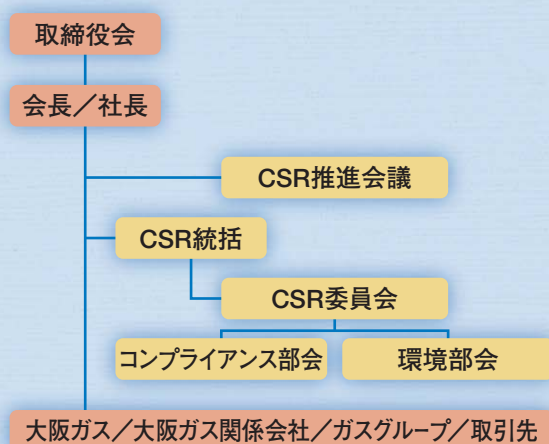 取締役会
会長／社長
CSR推進会議
CSR統括
CSR委員会
コンプライアンス部会
環境部会
大阪ガス／大阪ガス関係会社／ガスグループ／取引先